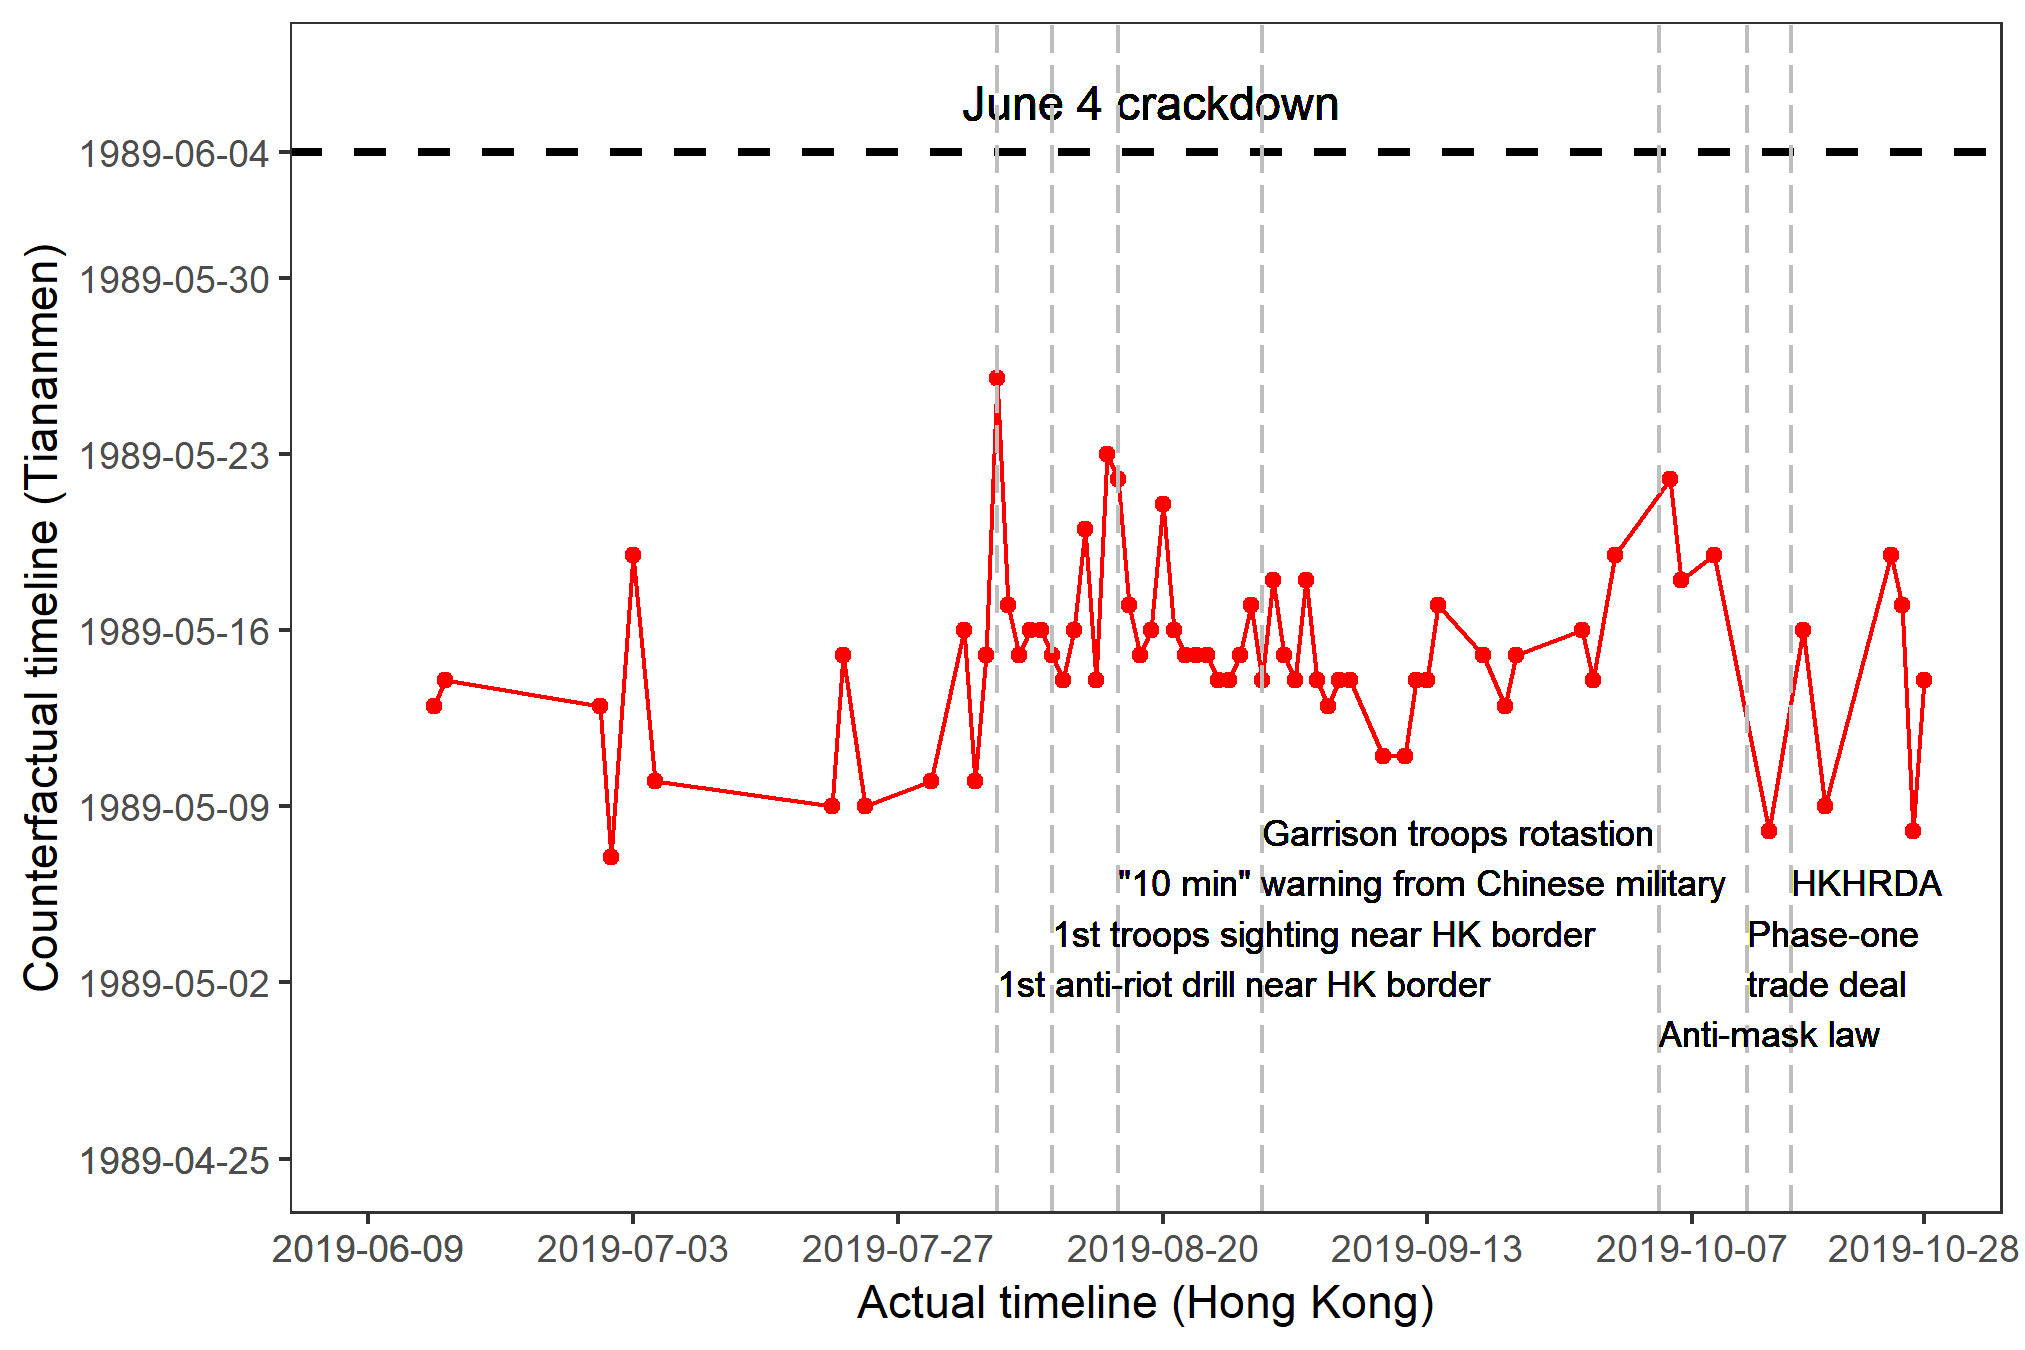 June 4 crackdown
1989-06-04
1989-05-30
1989-05-23
1989-05-16
1989-05-09
1989-05-02
1989-04-25
Counterfactual timeline (Tiananmen)
Garrison troops rotastion
"10 min" warning from Chinese military
HKHRDA
1st troops sighting near HK border
Phase-one
1st anti-riot drill near HK border
trade deal
Anti-mask law
2019-06-09
2019-07-03
2019-07-27
2019-08-20
2019-09-13
2019-10-07
2019-10-28
Actual timeline (Hong Kong)